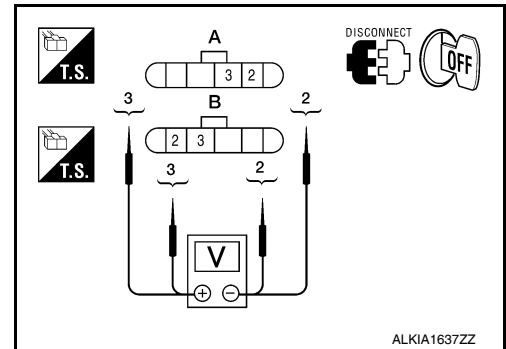 A
DISCONNECT
OFF
T.S.
3 2
3
B
2
T.S.
2 3
3
2
V
+ −
ALKIA1637ZZ